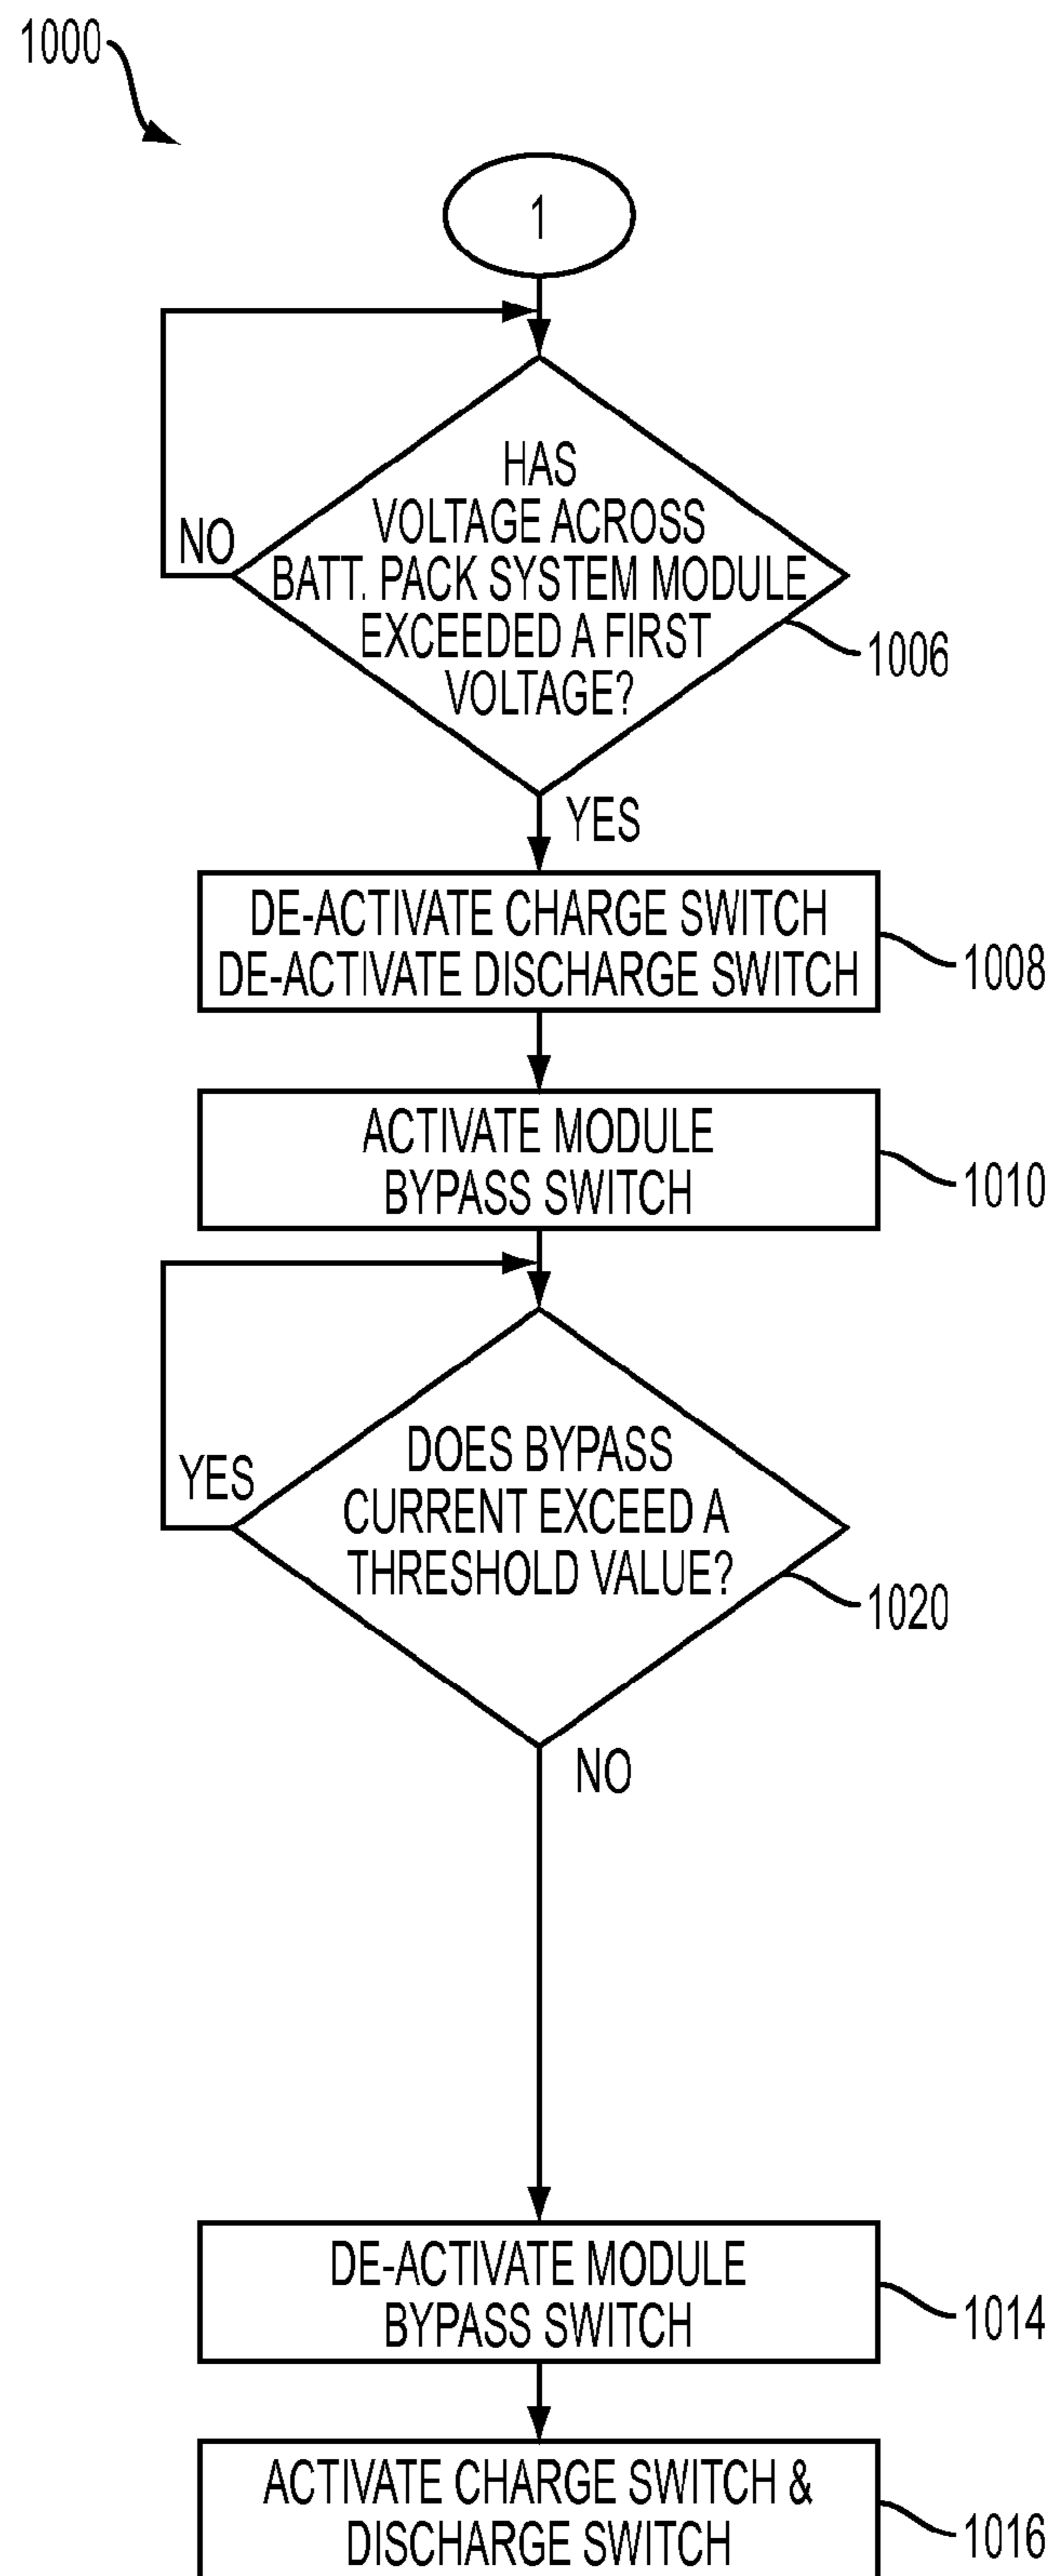 1000
1
HAS
VOLTAGE ACROSS
BATT. PACK SYSTEM MODULE
EXCEEDED A FIRST
VOLTAGE?
NO
1006
YES
DE-ACTIVATE CHARGE SWITCH
DE-ACTIVATE DISCHARGE SWITCH
1008
ACTIVATE MODULE
BYPASS SWITCH
1010
DOES BYPASS
CURRENT EXCEED A
THRESHOLD VALUE?
YES
1020
NO
DE-ACTIVATE MODULE
BYPASS SWITCH
1014
ACTIVATE CHARGE SWITCH &
DISCHARGE SWITCH
1016